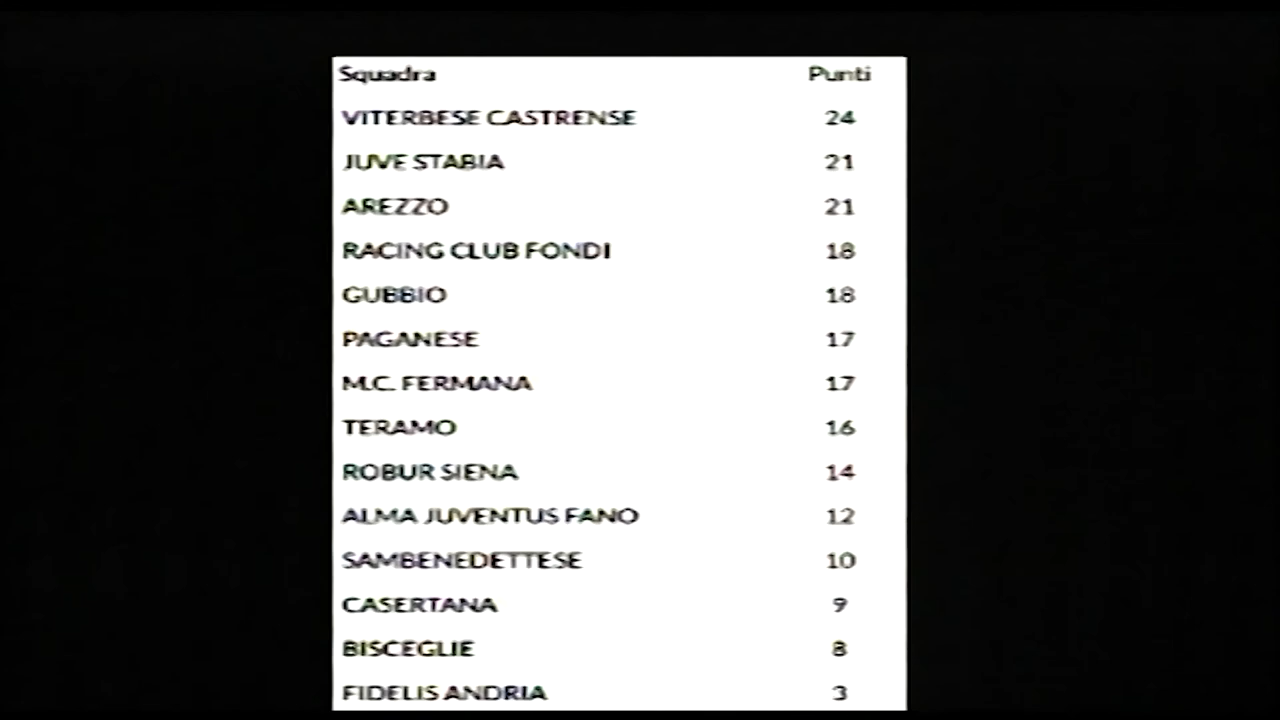 Squadra Punti
VITERBESE CASTRENSE 24
JUVE STABIA 21
AREZZO 21
RACING CLUB FONDI 18
GUBBIO 18
PAGANESE 17
M.C. FERMANA 17
TERAMO 16
ROBUR SIENA 14
ALMA JUVENTUS FANO 12
SAMBENEDETTESE 10
CASERTANA 9
BISCEGLIE 8
FIDELIS ANDRIA 3